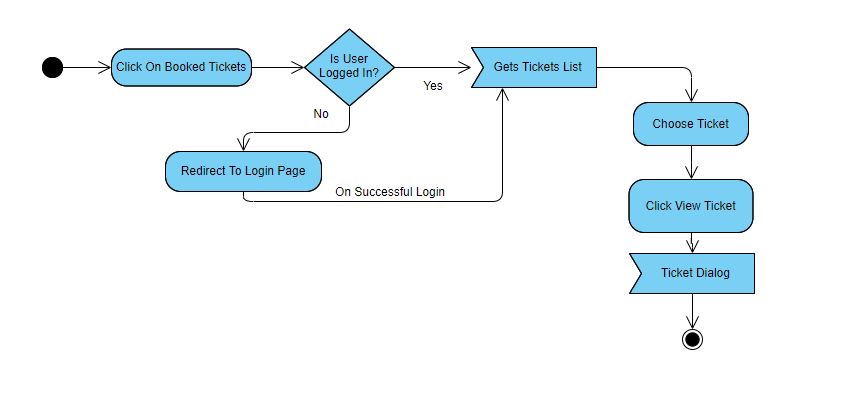 Click On Booked Tickets
Is User
Logged In?
Gets Tickets List
Yes
No
Choose Ticket
Redirect To Login Page
On Successful Login
Click View Ticket
Ticket Dialog